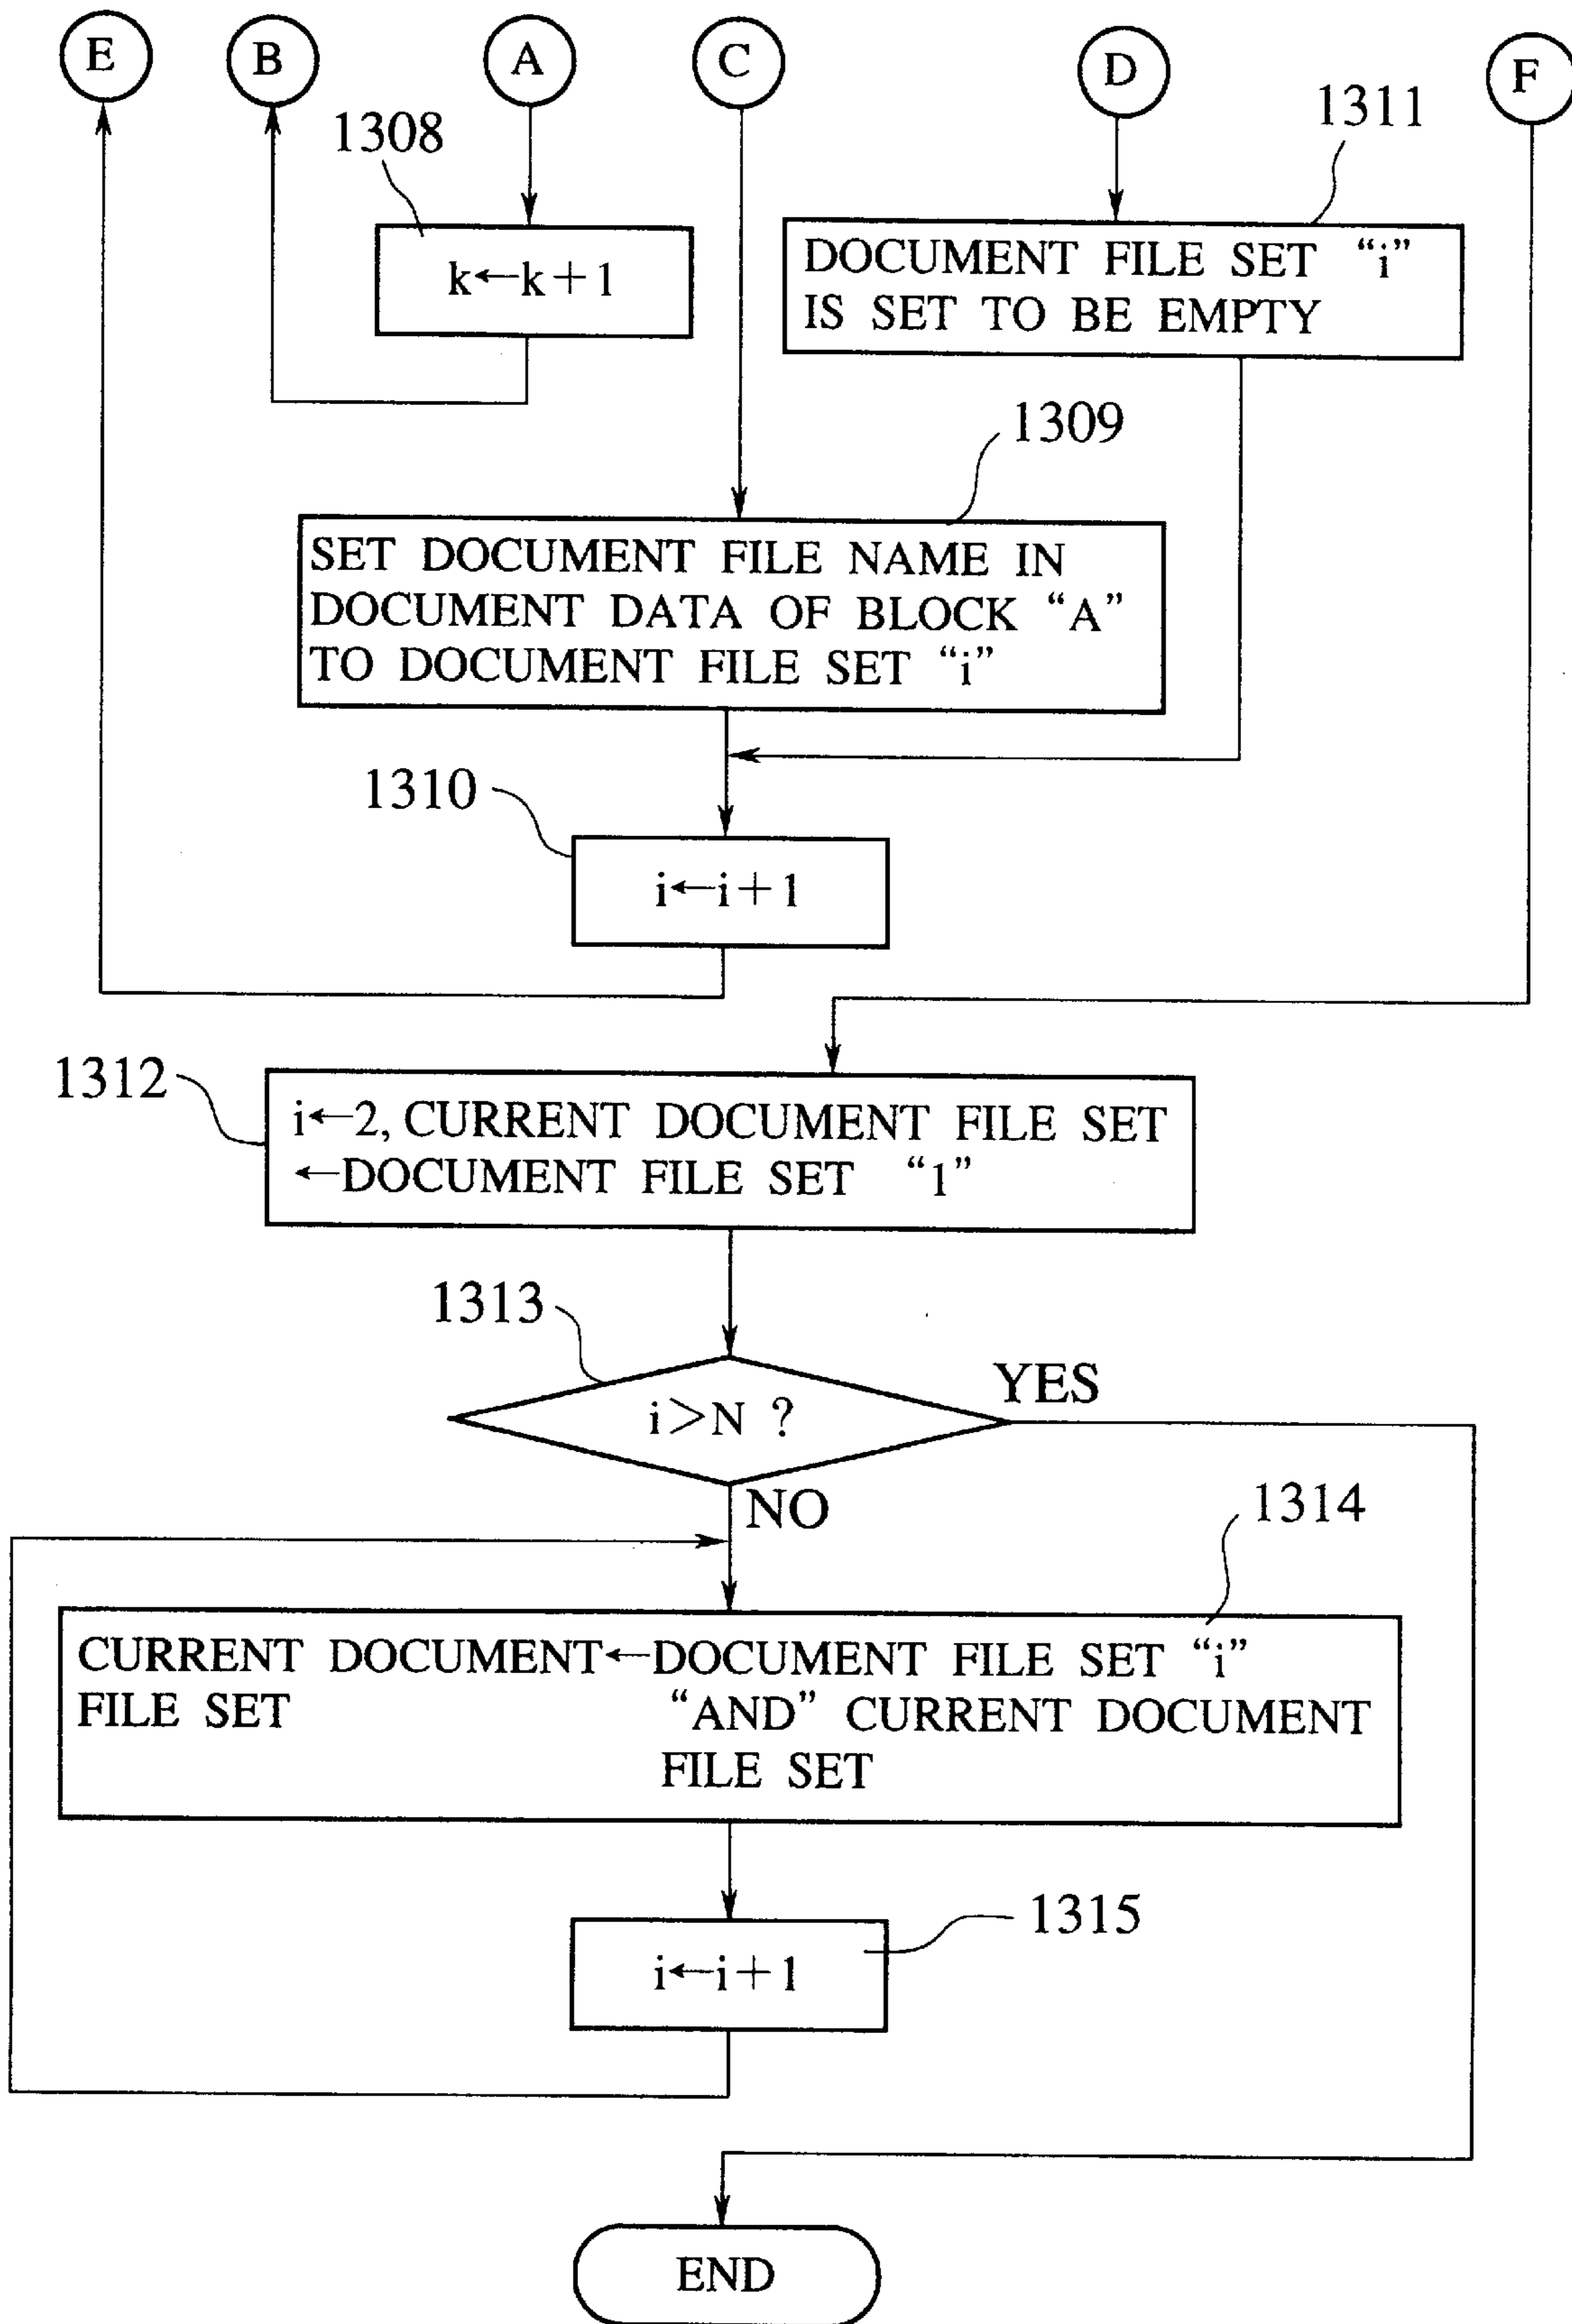 E B A C D F
1308
1311
k←k+1
DOCUMENT FILE SET “i”
IS SET TO BE EMPTY
1309
SET DOCUMENT FILE NAME IN
DOCUMENT DATA OF BLOCK “A”
TO DOCUMENT FILE SET “i”
1310
i←i+1
1312
i←2, CURRENT DOCUMENT FILE SET
←DOCUMENT FILE SET “1”
1313
i>N ?
YES
NO
1314
CURRENT DOCUMENT←DOCUMENT FILE SET “i”
FILE SET “AND” CURRENT DOCUMENT
FILE SET
1315
i←i+1
END